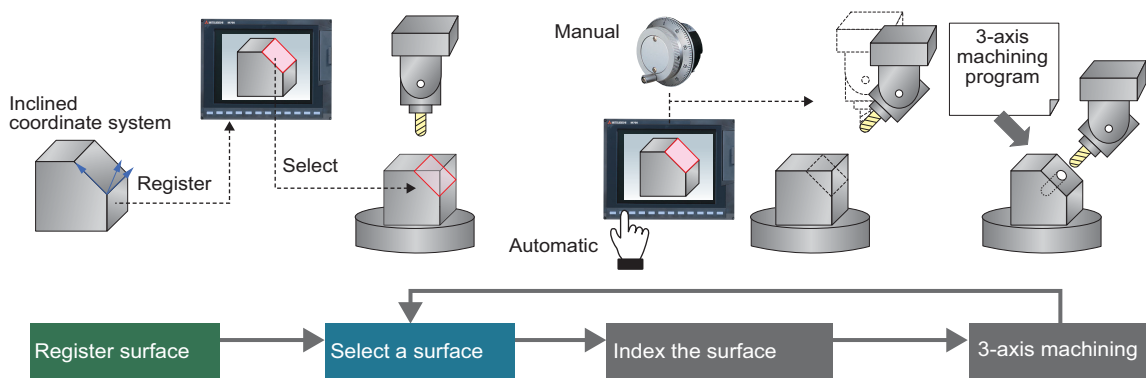 Inclined
coordinate system
Register
Select
Manual
Automatic
3-axis
machining
program
Register surface
Select a surface
Index the surface
3-axis machining